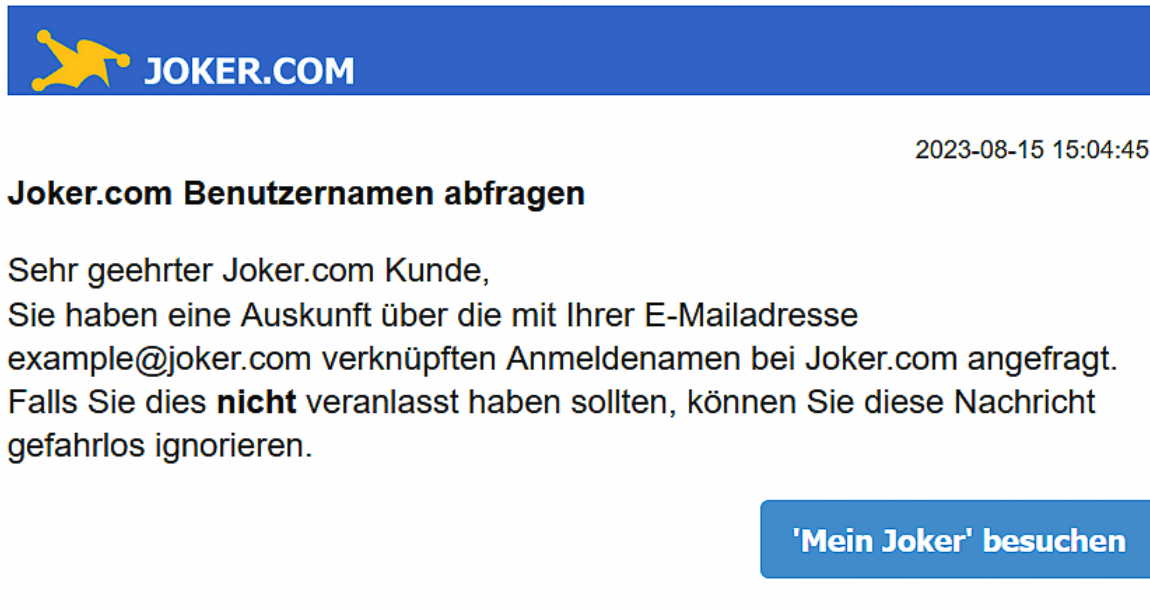 JOKER.COM
2023-08-15 15:04:45
Joker.com Benutzernamen abfragen
Sehr geehrter Joker.com Kunde,
Sie haben eine Auskunft über die mit Ihrer E-Mailadresse
example@joker.com verknüpften Anmeldenamen bei Joker.com angefragt.
Falls Sie dies nicht veranlasst haben sollten, können Sie diese Nachricht
gefahrlos ignorieren.
'Mein Joker' besuchen